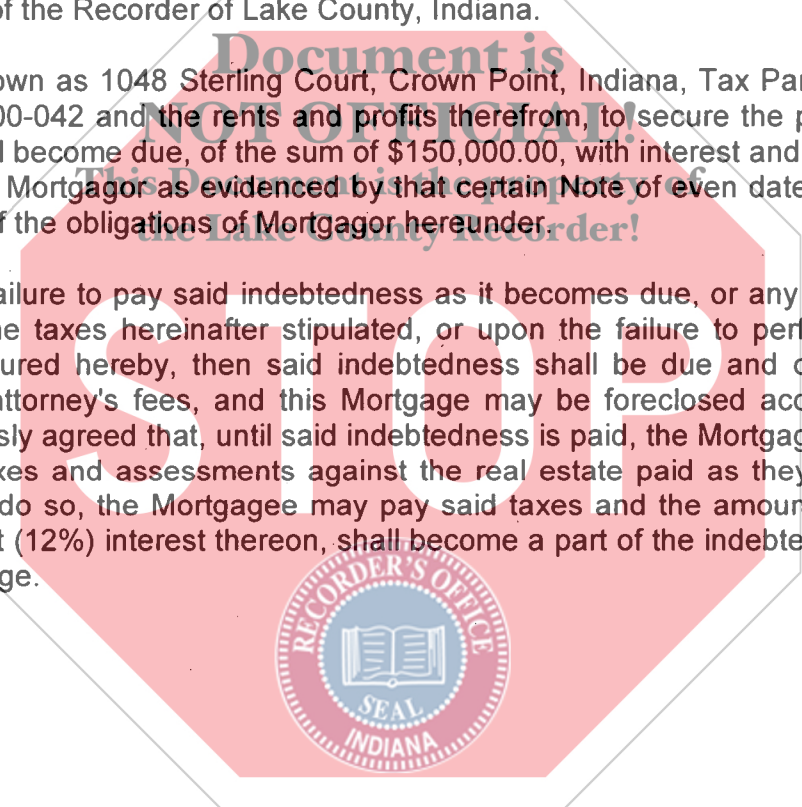 of the Recorder of Lake County, Indiana.
Document is
own as 1048 Sterling Court, Crown Point, Indiana, Tax Par
00-042 and the rents and profits therefrom, to secure the p
NOT OFFICIAL!
l become due, of the sum of $150,000.00, with interest and
Mortgagor as evidenced by that certain Note of even date
This Document is the property of
f the obligations of Mortgagor hereunder.
the Lake County Recorder!
ailure to pay said indebtedness as it becomes due, or any
ne taxes hereinafter stipulated, or upon the failure to perf
ured hereby, then said indebtedness shall be due and c
attorney's fees, and this Mortgage may be foreclosed acc
sly agreed that, until said indebtedness is paid, the Mortgag
xes and assessments against the real estate paid as they
do so, the Mortgagee may pay said taxes and the amoun
t (12%) interest thereon, shall become a part of the indebte
ge.
STOP
RECORDER'S OFFICE
SEAL
INDIANA